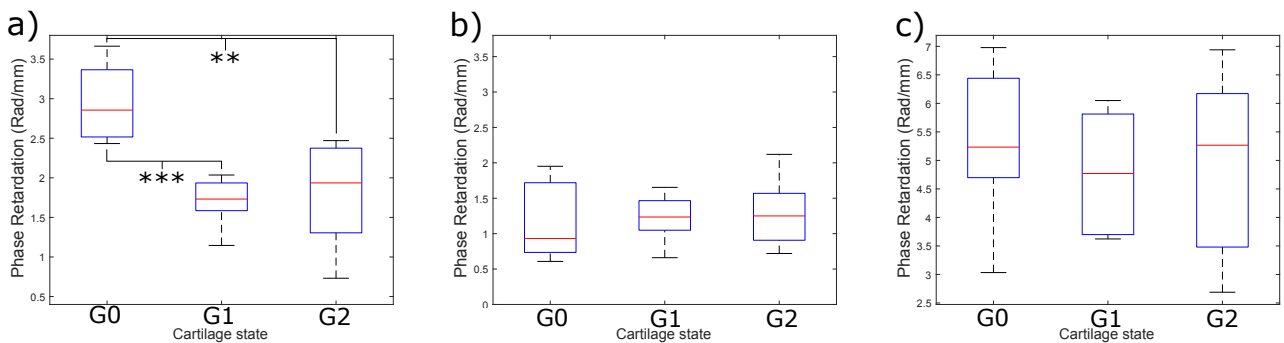 a)
Phase Retardation (Rad/mm)
3.5
3
2.5
2
1.5
1
0.5
**
***
G0 G1 G2
Cartilage state
b)
Phase Retardation (Rad/mm)
3.5
3
2.5
2
1.5
1
0.5
0
G0 G1 G2
Cartilage state
c)
Phase Retardation (Rad/mm)
7
6.5
6
5.5
5
4.5
4
3.5
3
2.5
G0 G1 G2
Cartilage state